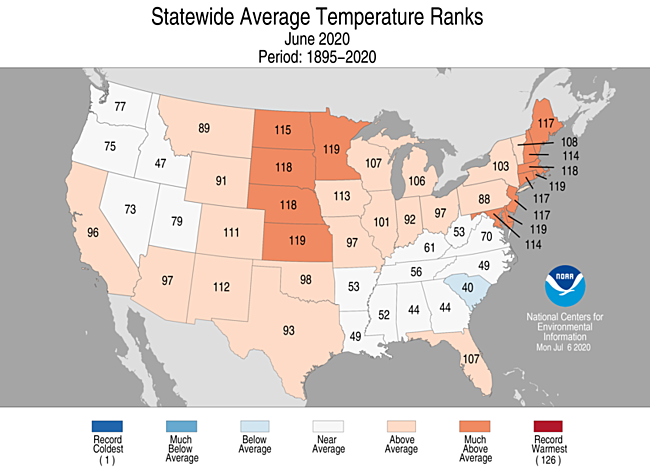 Statewide Average Temperature Ranks
June 2020
Period: 1895–2020
77
75
47
89
91
73
79
96
97
111
112
115
118
118
119
98
93
119
113
97
53
49
107
101
106
92
97
61
56
52
44
44
107
40
49
70
53
88
103
117
108
114
118
119
117
117
119
114
NOAA
National Centers for
Environmental
Information
Mon Jul 6 2020
Record
Coldest
( 1 )
Much
Below
Average
Below
Average
Near
Average
Above
Average
Much
Above
Average
Record
Warmest
( 126 )